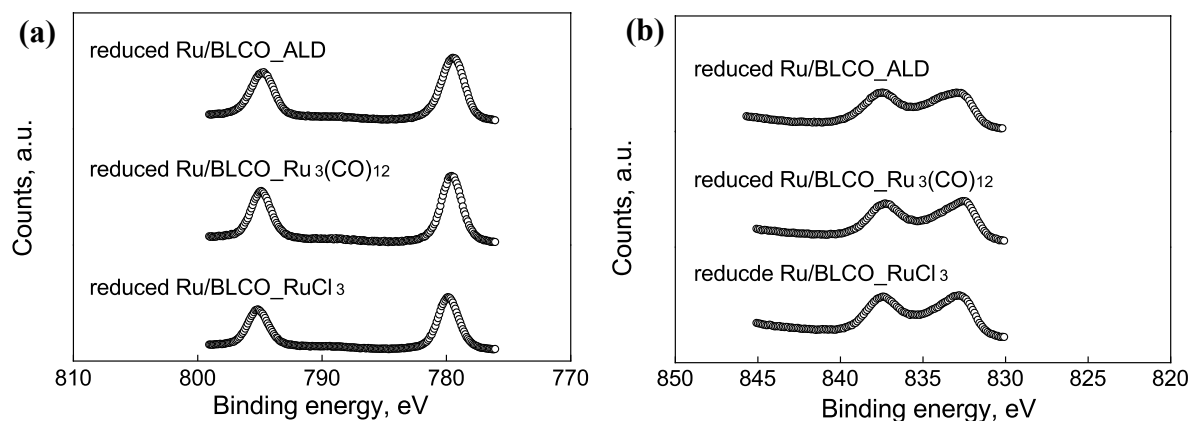 (a)
reduced Ru/BLCO_ALD
reduced Ru/BLCO_Ru3(CO)12
reduced Ru/BLCO_RuCl3
Counts, a.u.
810 800 790 780 770
Binding energy, eV
(b)
reduced Ru/BLCO_ALD
reduced Ru/BLCO_Ru3(CO)12
reducde Ru/BLCO_RuCl3
Counts, a.u.
850 845 840 835 830 825 820
Binding energy, eV